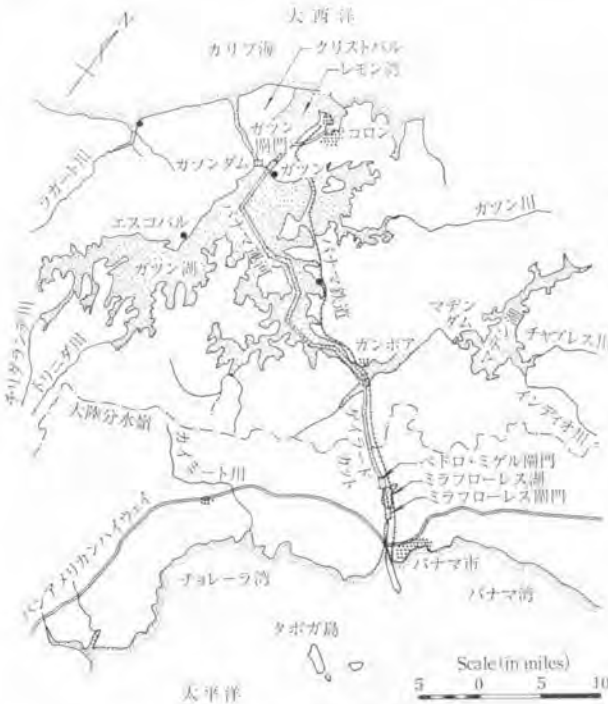 大西洋
N
カリブ海
クリストバル
レモン湾
ガツン
閘門
コロン
ガツンダム
ガツン
ラガート川
ガツン川
エスコバル
パナマ運河
パナマ鉄道
ガツン湖
マデン
ダム
チャグレス川
ガンボア
トリニダ川
インディオ川
大陸分水嶺
ゲイラード
カット
カイミート川
ペドロ・ミゲル閘門
ミラフローレス湖
ミラフローレス閘門
パンアメリカンハイウェイ
チョレーラ湾
パナマ市
パナマ湾
タボガ島
太平洋
Scale (in miles)
5 0 5 10